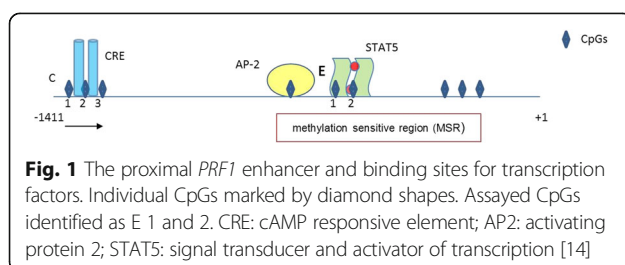 CpGs
STAT5
CRE
AP-2
E
C
1 2 3
1 2
-1411
+1
methylation sensitive region (MSR)
Fig. 1 The proximal PRF1 enhancer and binding sites for transcription
factors. Individual CpGs marked by diamond shapes. Assayed CpGs
identified as E 1 and 2. CRE: cAMP responsive element; AP2: activating
protein 2; STAT5: signal transducer and activator of transcription [14]